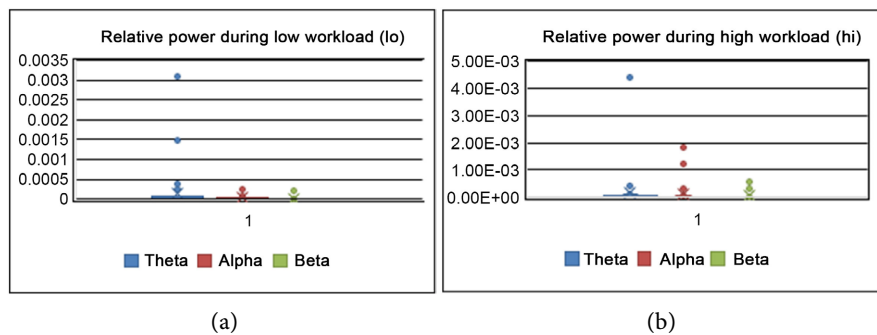 Relative power during low workload (lo)
0.0035
0.003
0.0025
0.002
0.0015
0.001
0.0005
0
1
Theta Alpha Beta
(a)
Relative power during high workload (hi)
5.00E-03
4.00E-03
3.00E-03
2.00E-03
1.00E-03
0.00E+00
1
Theta Alpha Beta
(b)